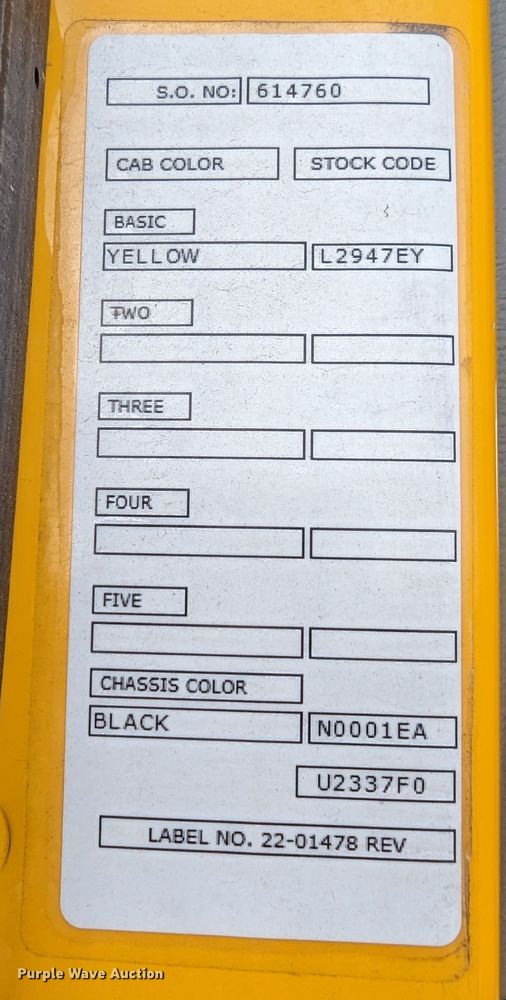 S.O. NO: 614760
CAB COLOR STOCK CODE
BASIC
YELLOW L2947EY
TWO
THREE
FOUR
FIVE
CHASSIS COLOR
BLACK N0001EA
U2337F0
LABEL NO. 22-01478 REV
Purple Wave Auction